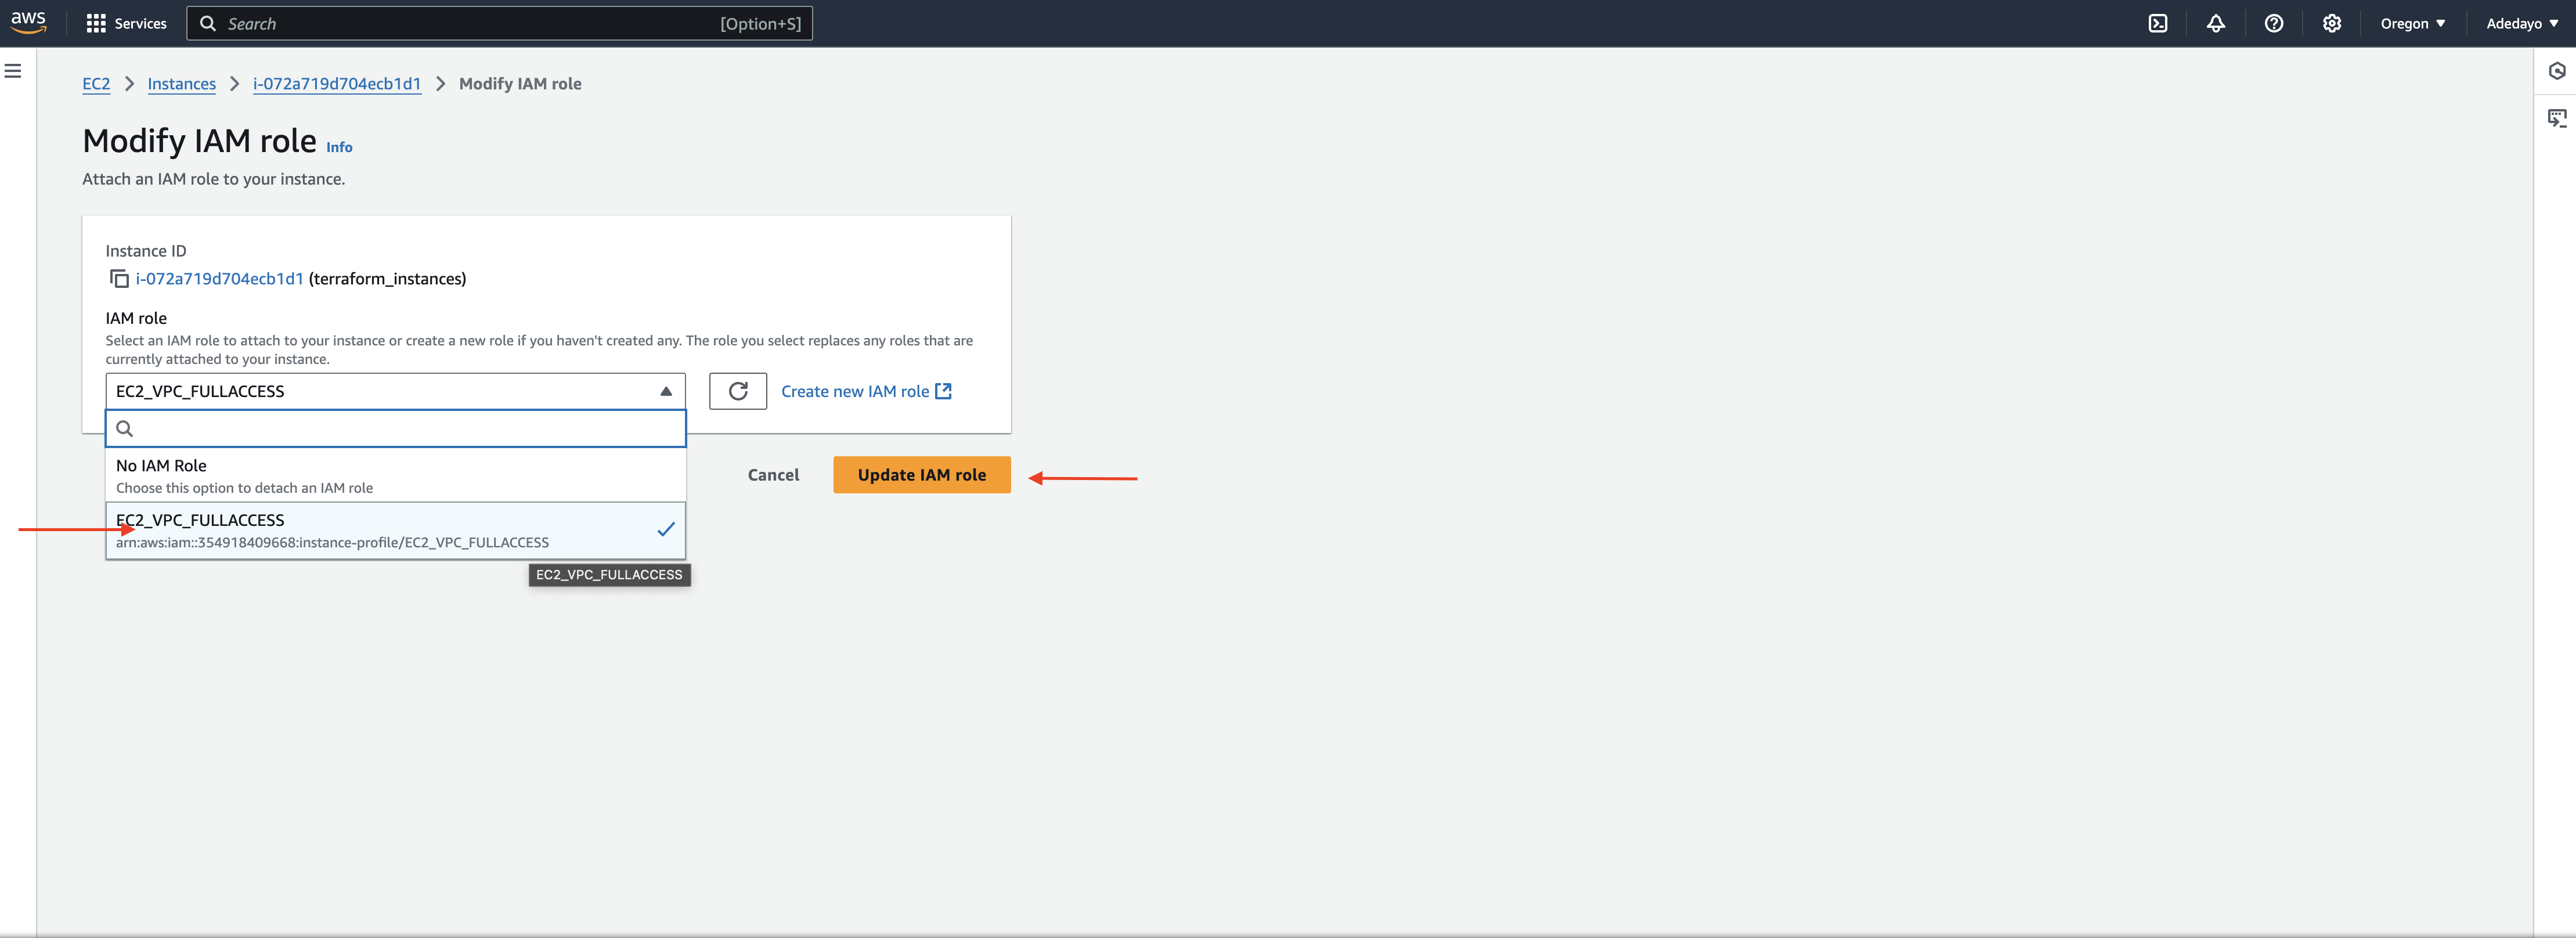 aws
Services
Search
[Option+S]
Oregon
Adedayo
EC2
Instances
i-072a719d704ecb1d1
Modify IAM role
Modify IAM role Info
Attach an IAM role to your instance.
Instance ID
i-072a719d704ecb1d1 (terraform_instances)
IAM role
Select an IAM role to attach to your instance or create a new role if you haven't created any. The role you select replaces any roles that are
currently attached to your instance.
EC2_VPC_FULLACCESS
Create new IAM role
No IAM Role
Choose this option to detach an IAM role
Cancel
Update IAM role
EC2_VPC_FULLACCESS
arn:aws:iam::354918409668:instance-profile/EC2_VPC_FULLACCESS
EC2_VPC_FULLACCESS